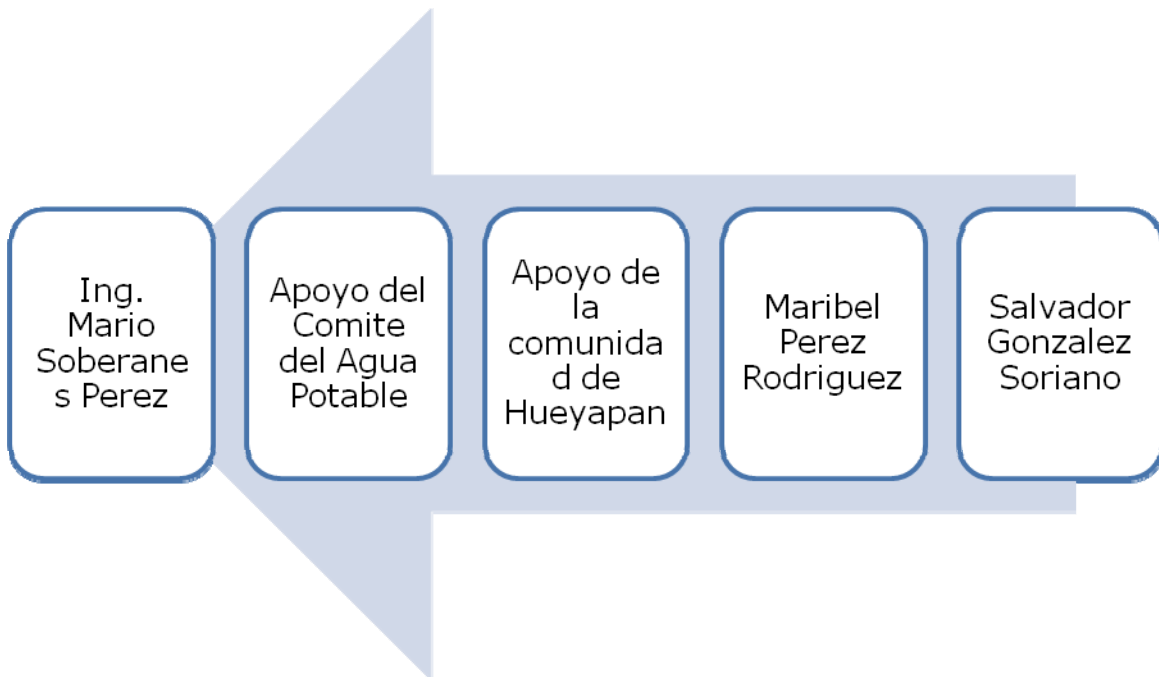 Ing.
Mario
Soberane
s Perez
Apoyo del
Comite
del Agua
Potable
Apoyo de
la
comunida
d de
Hueyapan
Maribel
Perez
Rodriguez
Salvador
Gonzalez
Soriano